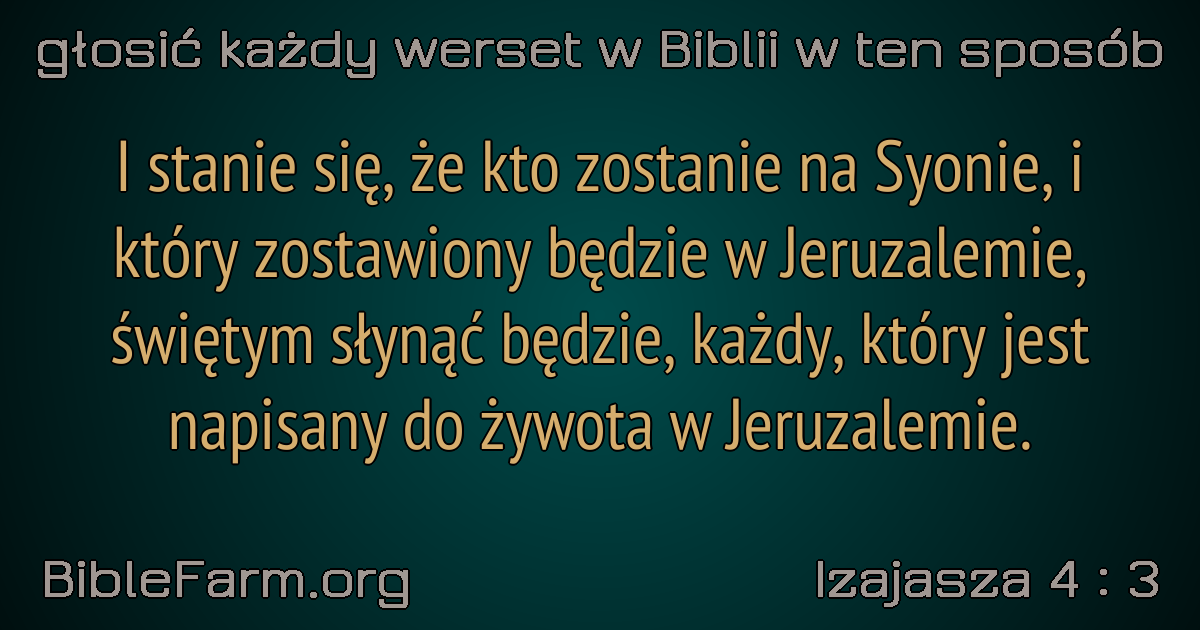 głosić każdy werset w Biblii w ten sposób
I stanie się, że kto zostanie na Syonie, i
który zostawiony będzie w Jeruzalemie,
świętym słynąć będzie, każdy, który jest
napisany do żywota w Jeruzalemie.
BibleFarm.org
Izajasza 4 : 3